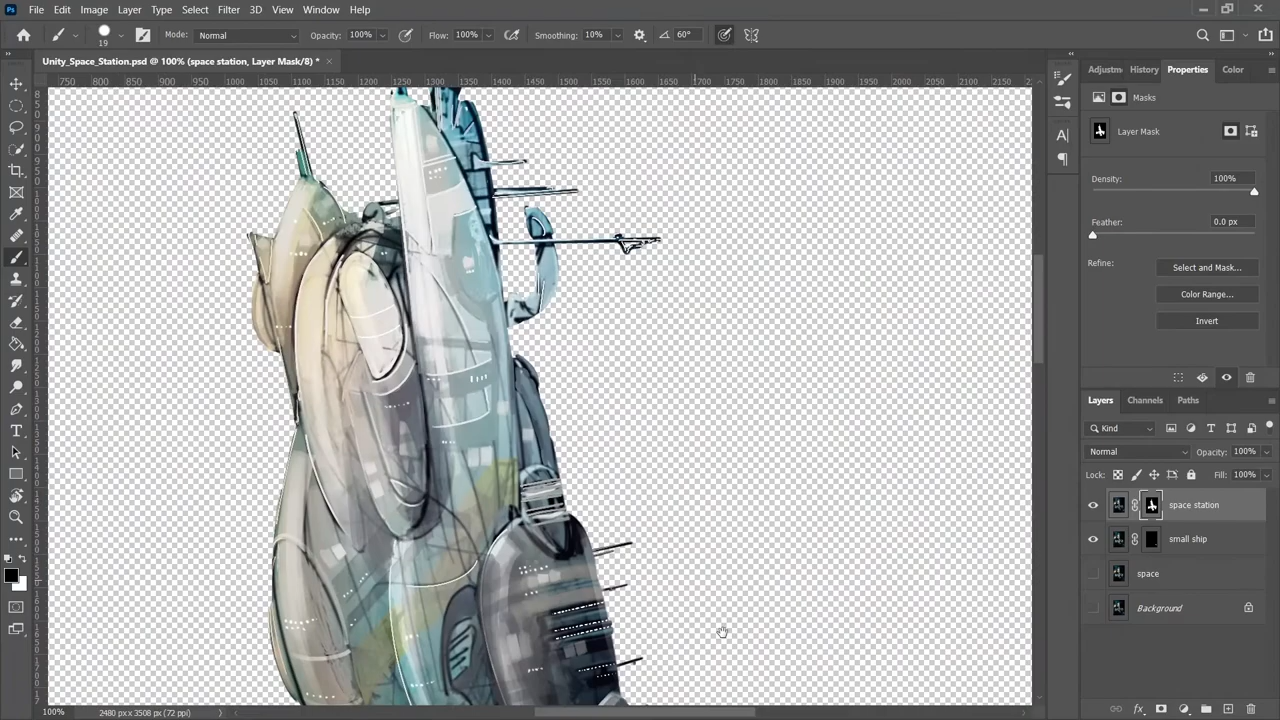 Ps File Edit Image Layer Type Select Filter 3D View Window Help
19 Mode: Normal Opacity: 100% Flow: 100% Smoothing: 10% 60°
Unity_Space_Station.psd @ 100% (space station, Layer Mask/8) *
750 800 850 900 950 1000 1050 1100 1150 1200 1250 1300 1350 1400 1450 1500 1550 1600 1650 1700 1750 1800 1850 1900 1950 2000 2050 2100 2150
Adjustm History Properties Color
Masks
Layer Mask
Density: 100%
Feather: 0.0 px
Refine: Select and Mask...
Color Range...
Invert
Layers Channels Paths
Kind
Normal Opacity: 100%
Lock: Fill: 100%
space station
small ship
space
Background
100% 2480 px x 3508 px (72 ppi)